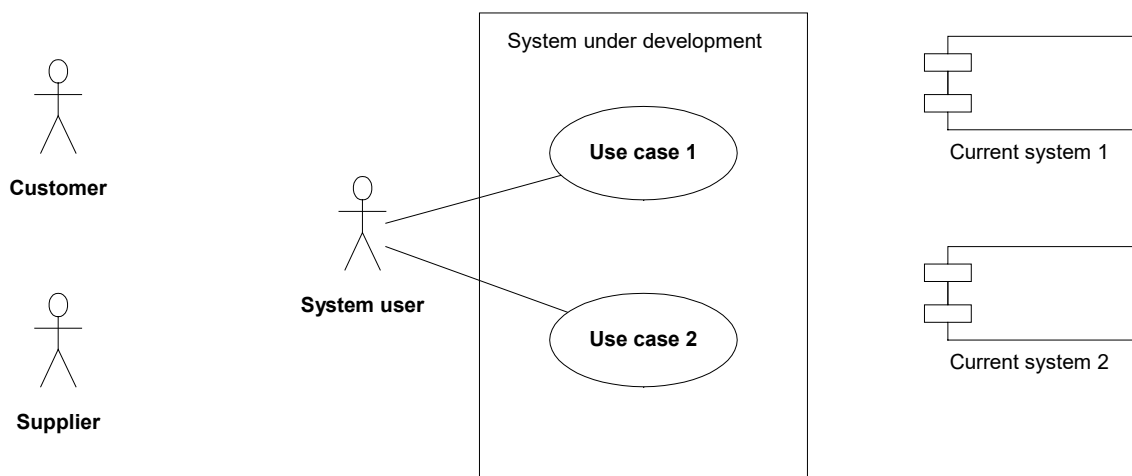 System under development
Customer
Use case 1
Current system 1
System user
Use case 2
Current system 2
Supplier